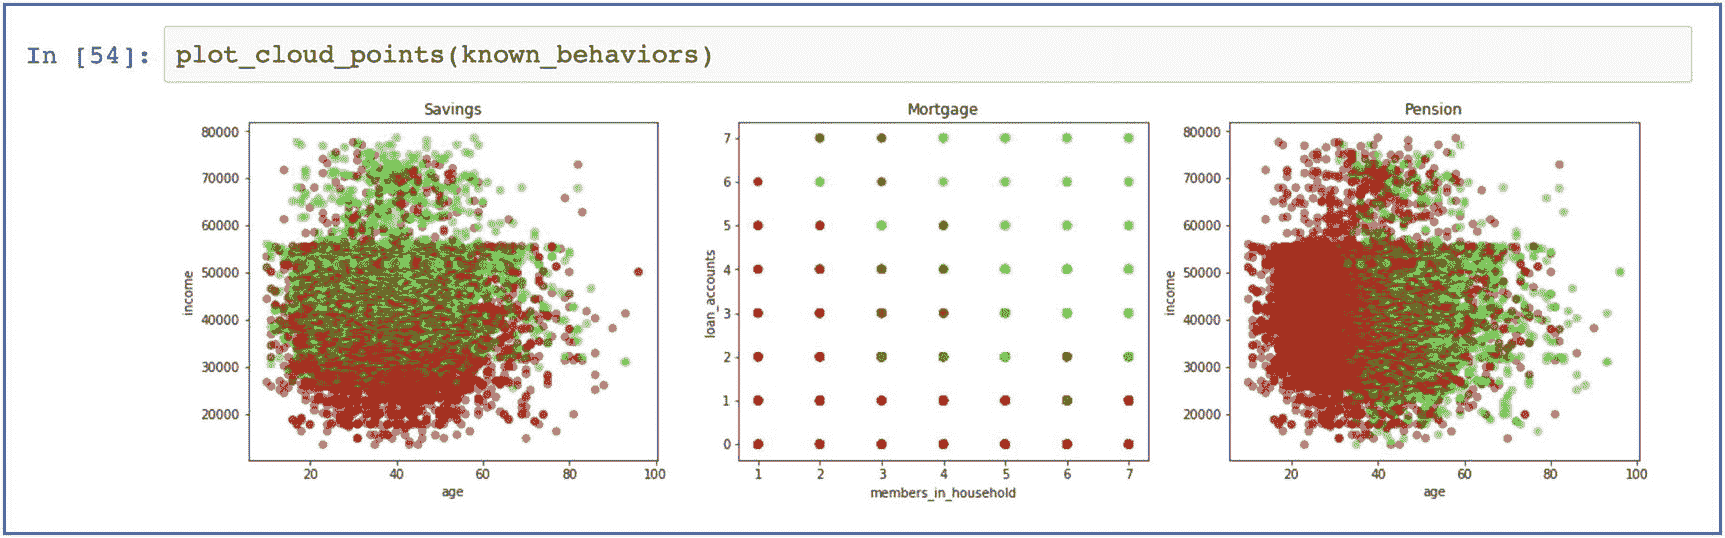 In [54]: plot_cloud_points(known_behaviors)
Savings
80000
70000
60000
50000
40000
30000
20000
income
20 40 60 80 100
age
Mortgage
7
6
5
4
3
2
1
0
loan_accounts
1 2 3 4 5 6 7
members_in_household
Pension
80000
70000
60000
50000
40000
30000
20000
income
20 40 60 80 100
age